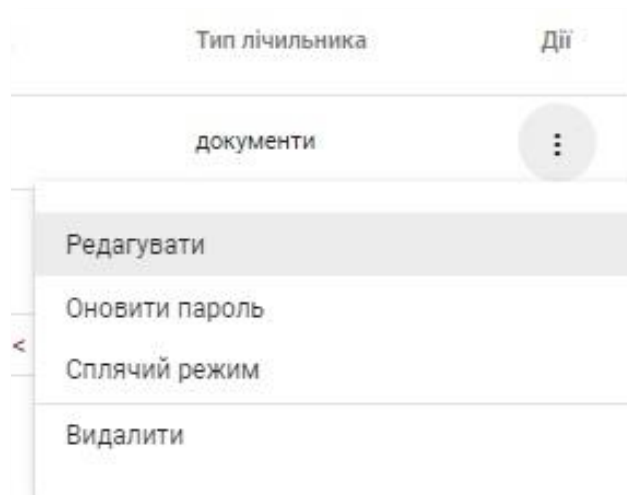 Тип лічильника Дії
документи
Редагувати
Оновити пароль
<
Сплячий режим
Видалити